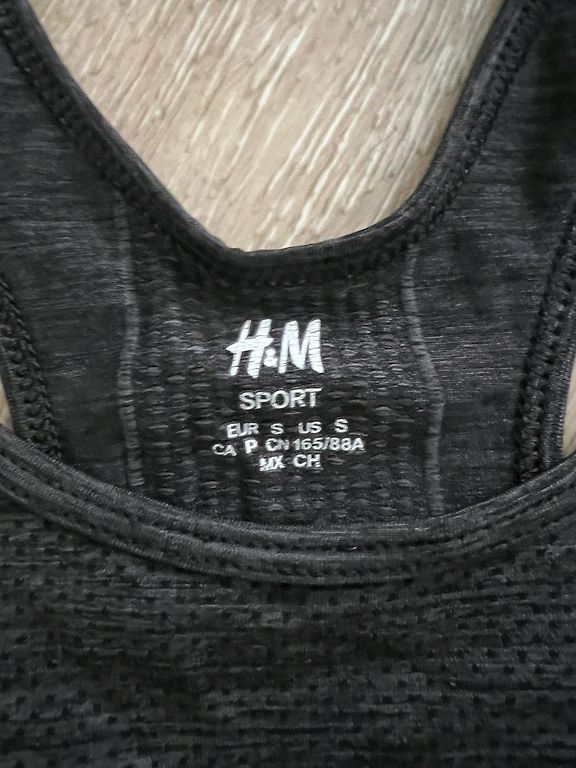 H&M
SPORT
EUR S US S
CA P CN 165/88A
MX CH